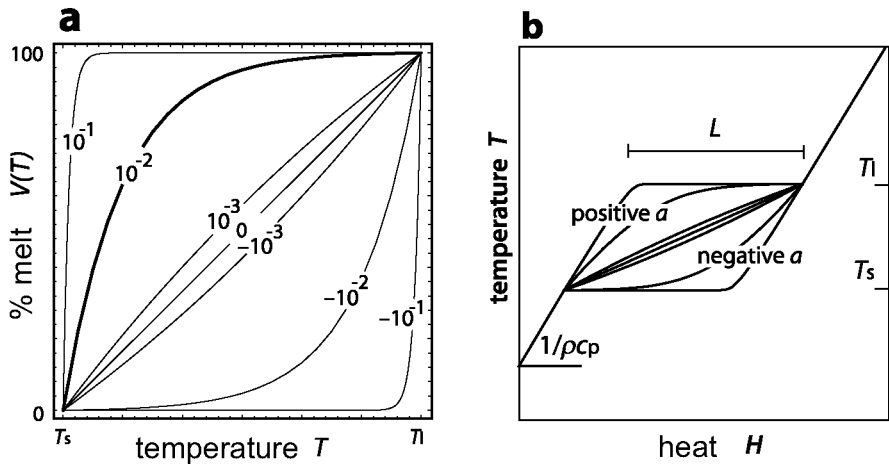 a
100
10⁻¹
10⁻²
10⁻³
0
−10⁻³
−10⁻²
−10⁻¹
% melt V(T)
0
Ts
temperature T
Tl
b
L
Tl
positive a
negative a
Ts
temperature T
1/ρcp
heat H